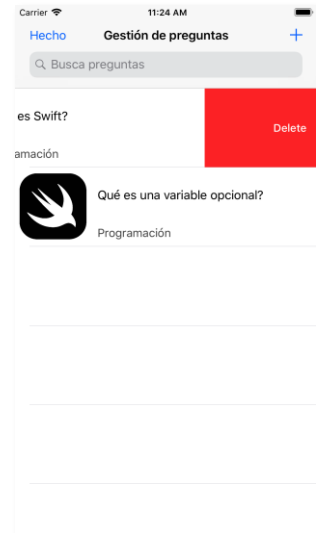 Carrier 11:24 AM
Hecho Gestión de preguntas +
Busca preguntas
es Swift?
Delete
amación
Qué es una variable opcional?
Programación